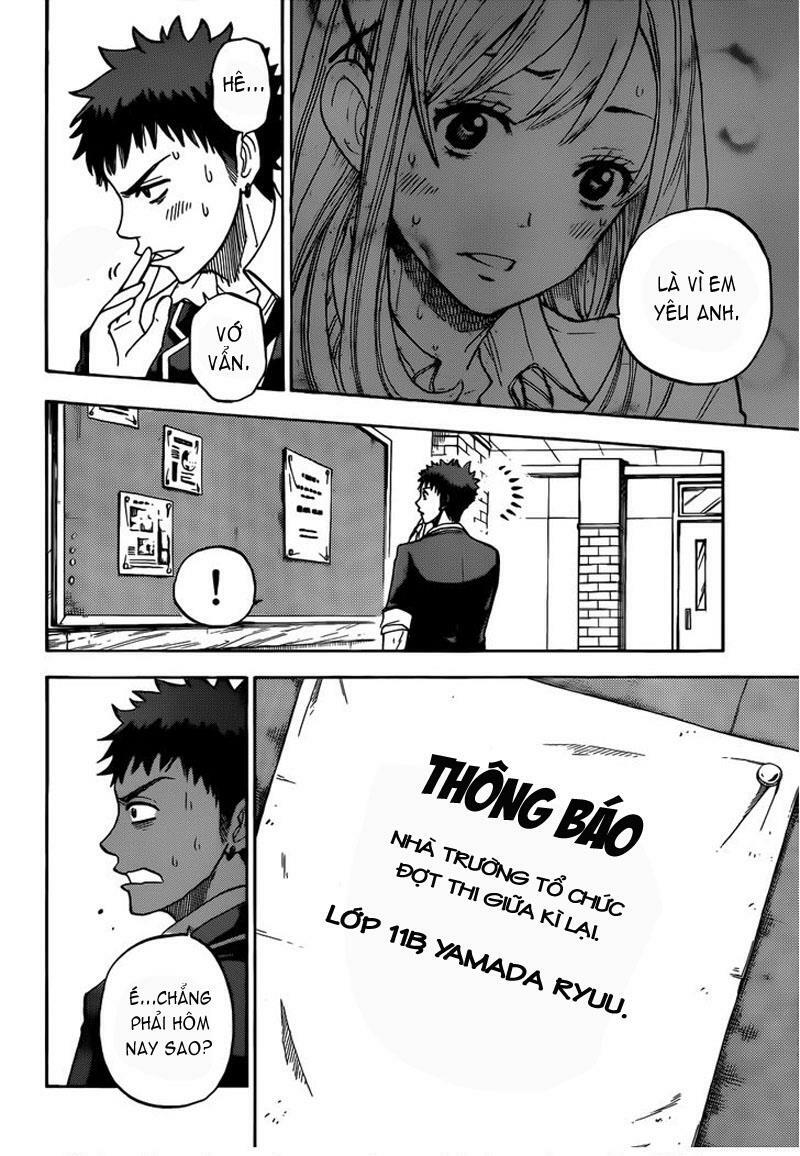 LÀ VÌ EM
YÊU ANH.
HÊ...
VỚ
VẨN.
!
THÔNG BÁO
NHÀ TRƯỜNG TỔ CHỨC
ĐỢT THI GIỮA KÌ LẠI.
LỚP 11B, YAMADA RYUU.
É...CHẲNG
PHẢI HÔM
NAY SAO?